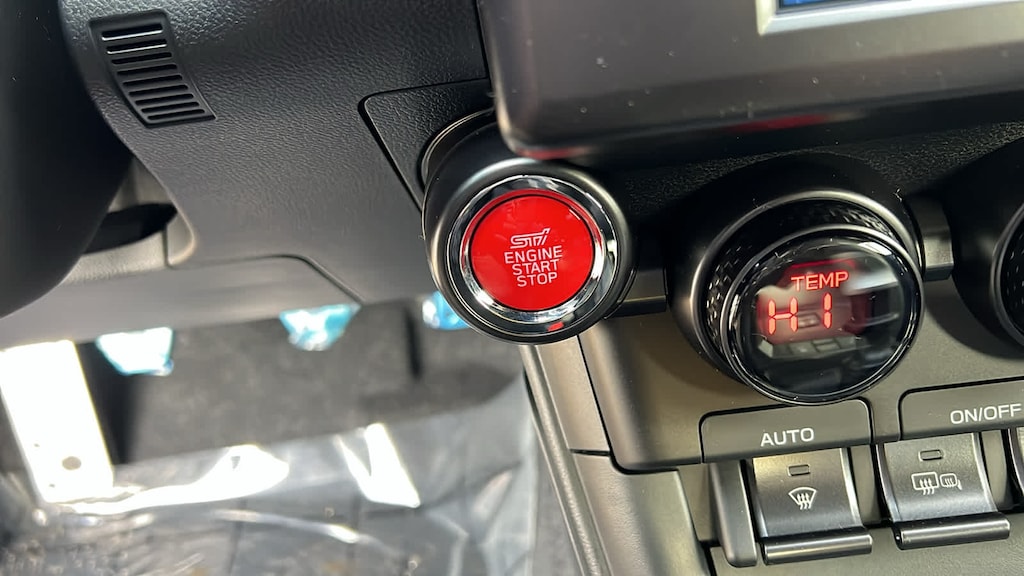 STI
ENGINE
START
STOP
TEMP
HI
AUTO
ON/OFF